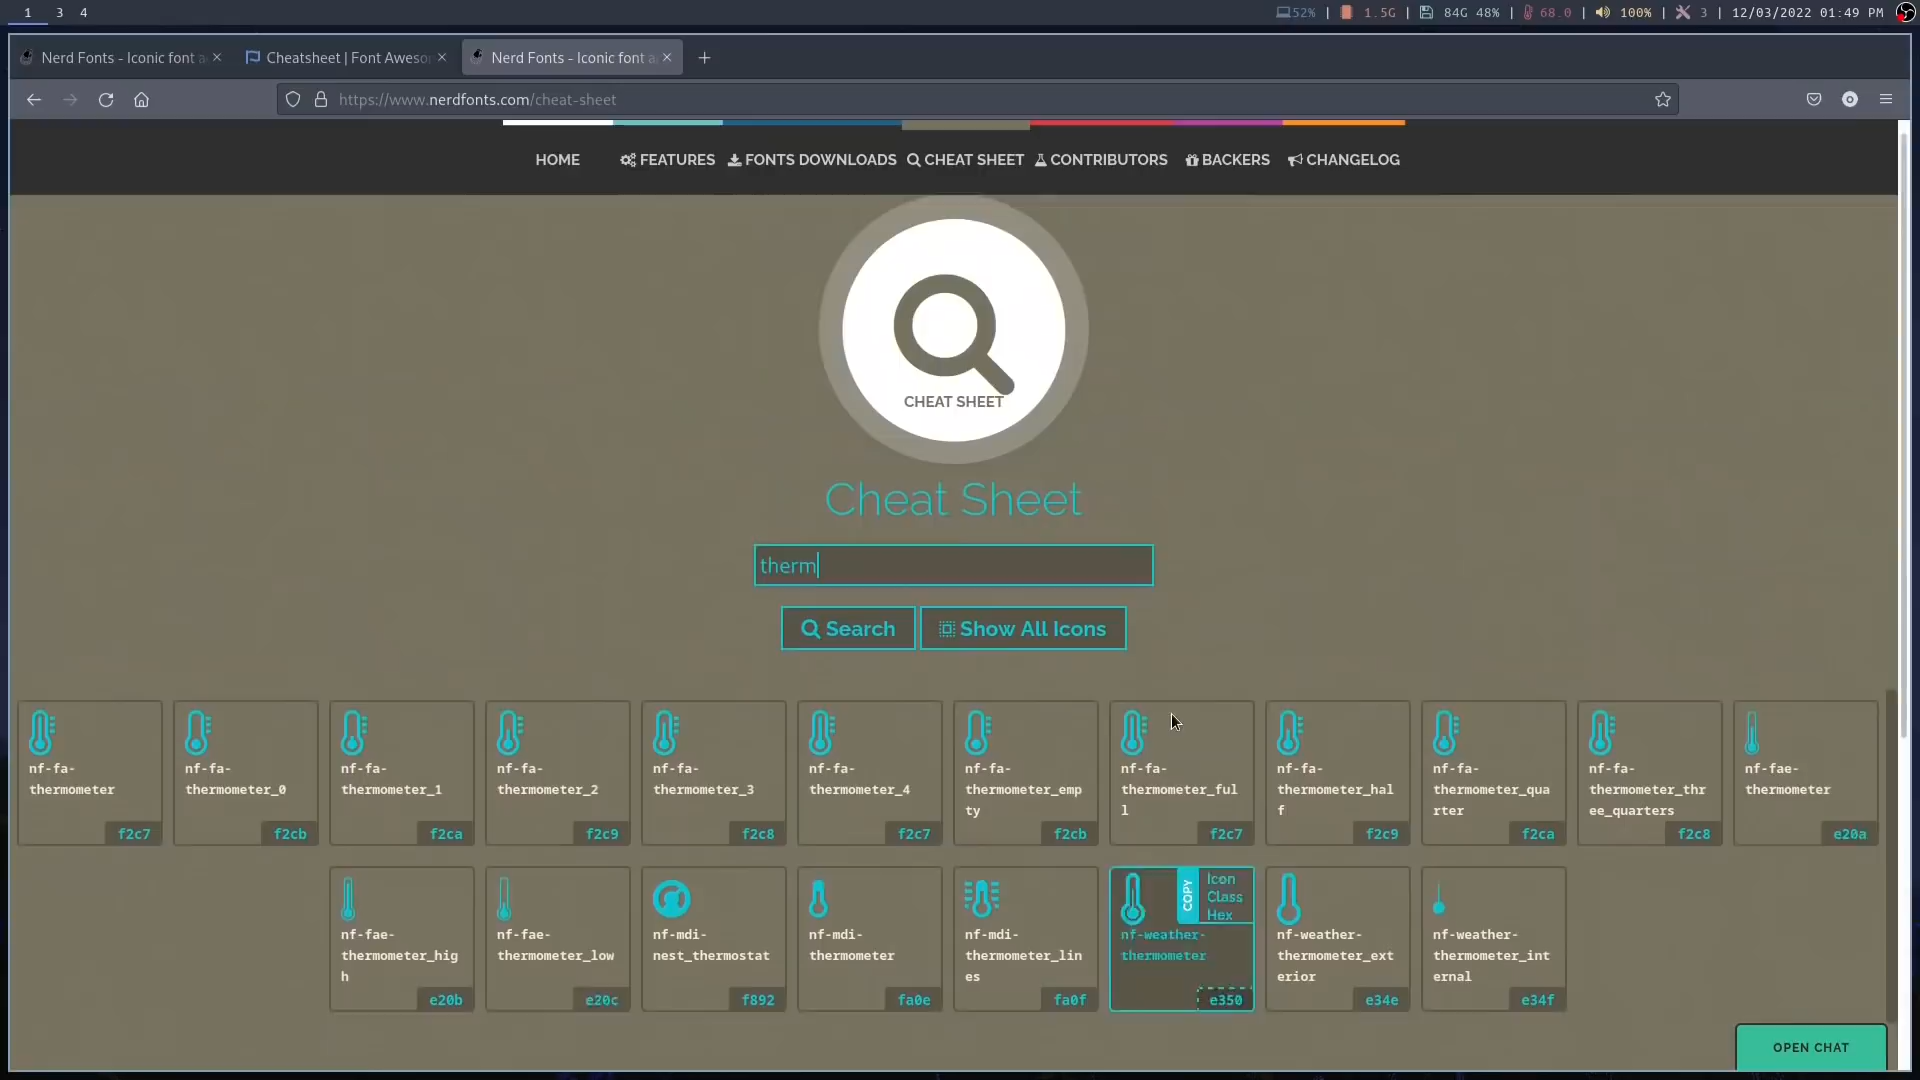 1 3 4 52% | 1.5G | 84G 48% | 68.0 | 100% | 3 | 12/03/2022 01:49 PM
Nerd Fonts - Iconic font a Cheatsheet | Font Aweso Nerd Fonts - Iconic font a
https://www.nerdfonts.com/cheat-sheet
HOME FEATURES FONTS DOWNLOADS CHEAT SHEET CONTRIBUTORS BACKERS CHANGELOG
CHEAT SHEET
Cheat Sheet
therm
Search Show All Icons
nf-fa-
thermometer
f2c7
nf-fa-
thermometer_0
f2cb
nf-fa-
thermometer_1
f2ca
nf-fa-
thermometer_2
f2c9
nf-fa-
thermometer_3
f2c8
nf-fa-
thermometer_4
f2c7
nf-fa-
thermometer_emp
ty
f2cb
nf-fa-
thermometer_ful
l
f2c7
nf-fa-
thermometer_hal
f
f2c9
nf-fa-
thermometer_qua
rter
f2ca
nf-fa-
thermometer_thr
ee_quarters
f2c8
nf-fae-
thermometer
e20a
nf-fae-
thermometer_hig
h
e20b
nf-fae-
thermometer_low
e20c
nf-mdi-
nest_thermostat
f892
nf-mdi-
thermometer
fa0e
nf-mdi-
thermometer_lin
es
fa0f
COPY
Icon
Class
Hex
nf-weather-
thermometer
e350
nf-weather-
thermometer_ext
erior
e34e
nf-weather-
thermometer_int
ernal
e34f
OPEN CHAT